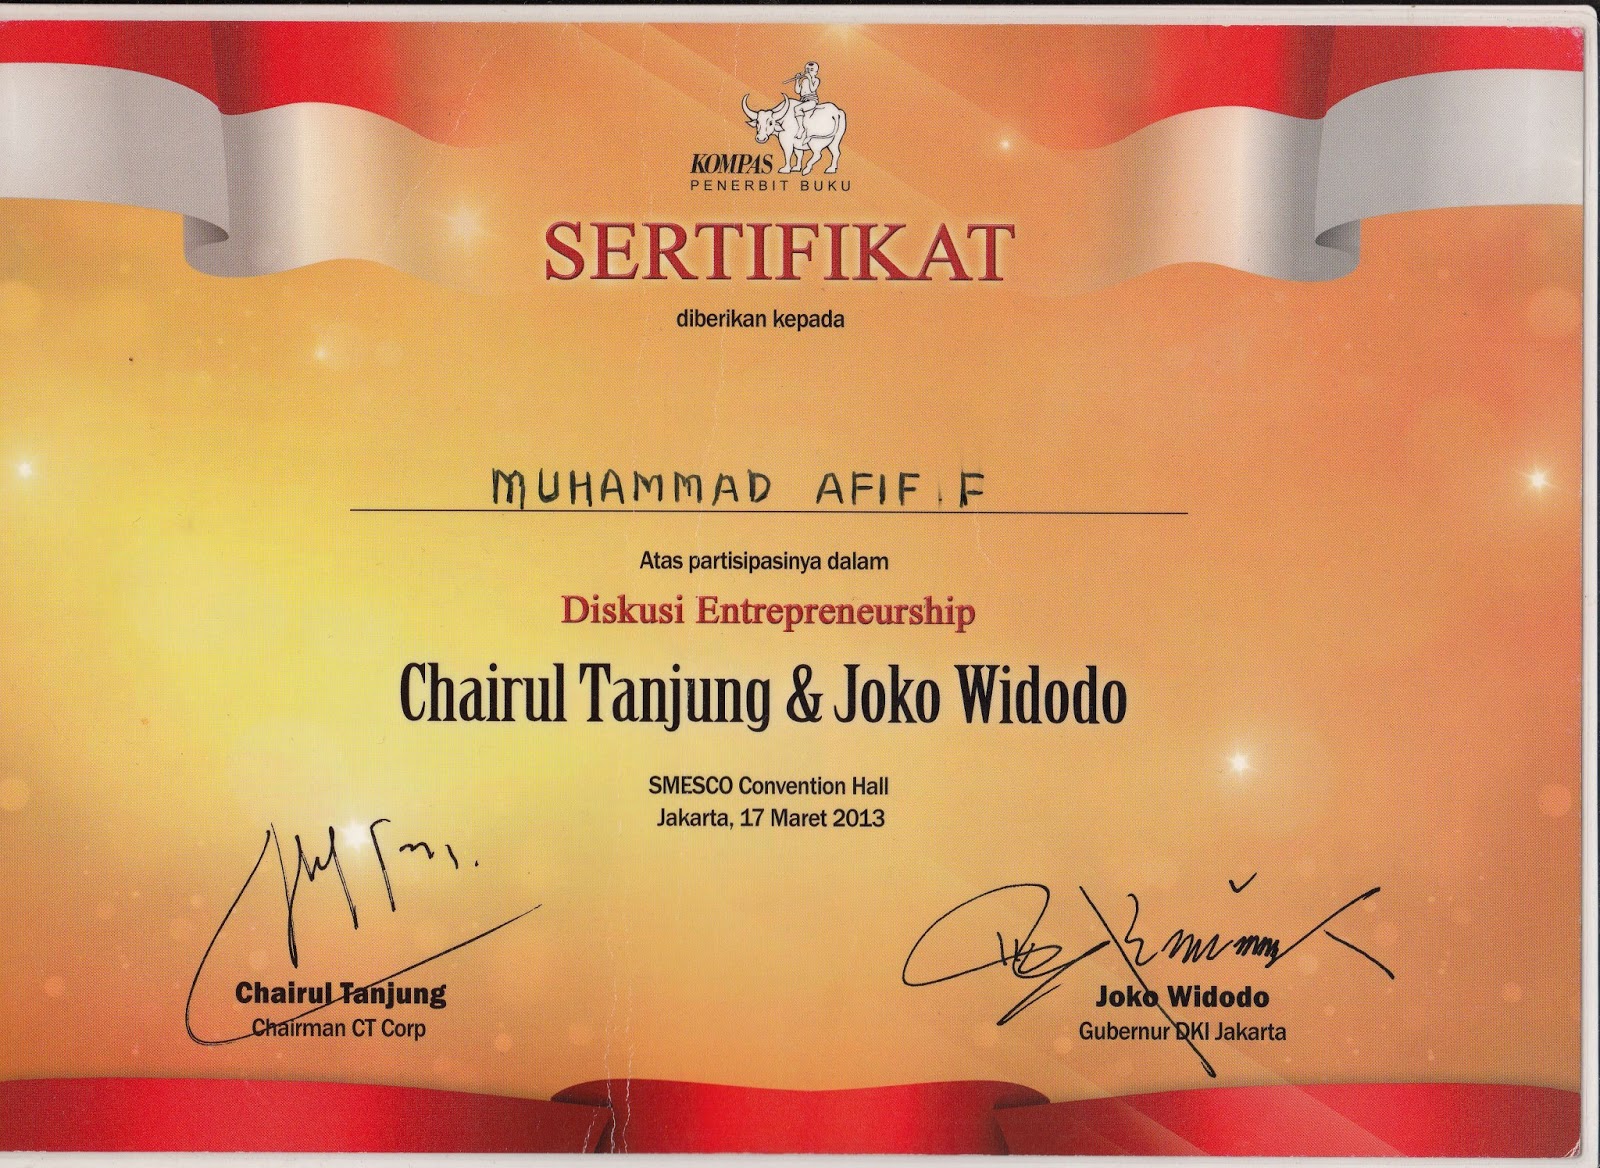 KOMPAS
PENERBIT BUKU
SERTIFIKAT
diberikan kepada
MUHAMMAD AFIF F
Atas partisipasinya dalam
Diskusi Entrepreneurship
Chairul Tanjung & Joko Widodo
SMESCO Convention Hall
Jakarta, 17 Maret 2013
Chairul Tanjung
Chairman CT Corp
Joko Widodo
Gubernur DKI Jakarta